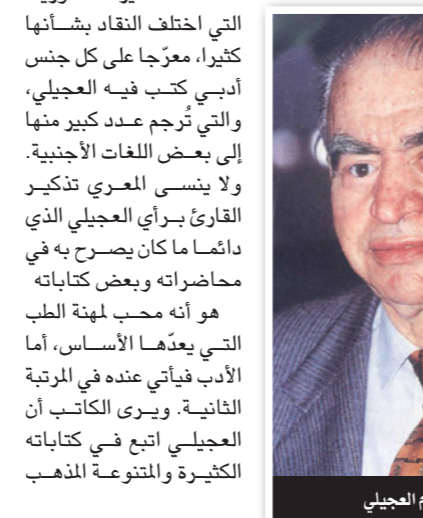 التي اختلف النقاد بشأنها
كثيرا، معرّجا على كل جنس
أدبي كتب فيه العجيلي،
والتي تُرجم عدد كبير منها
إلى بعض اللغات الأجنبية.
ولا ينسى المعري تذكير
القارئ برأي العجيلي الذي
دائما ما كان يصرح به في
محاضراته وبعض كتاباته
هو أنه محب لمهنة الطب
التي يعدّها الأساس، أما
الأدب فيأتي عنده في المرتبة
الثانية. ويرى الكاتب أن
العجيلي اتبع في كتاباته
الكثيرة والمتنوعة المذهب
العجيلي